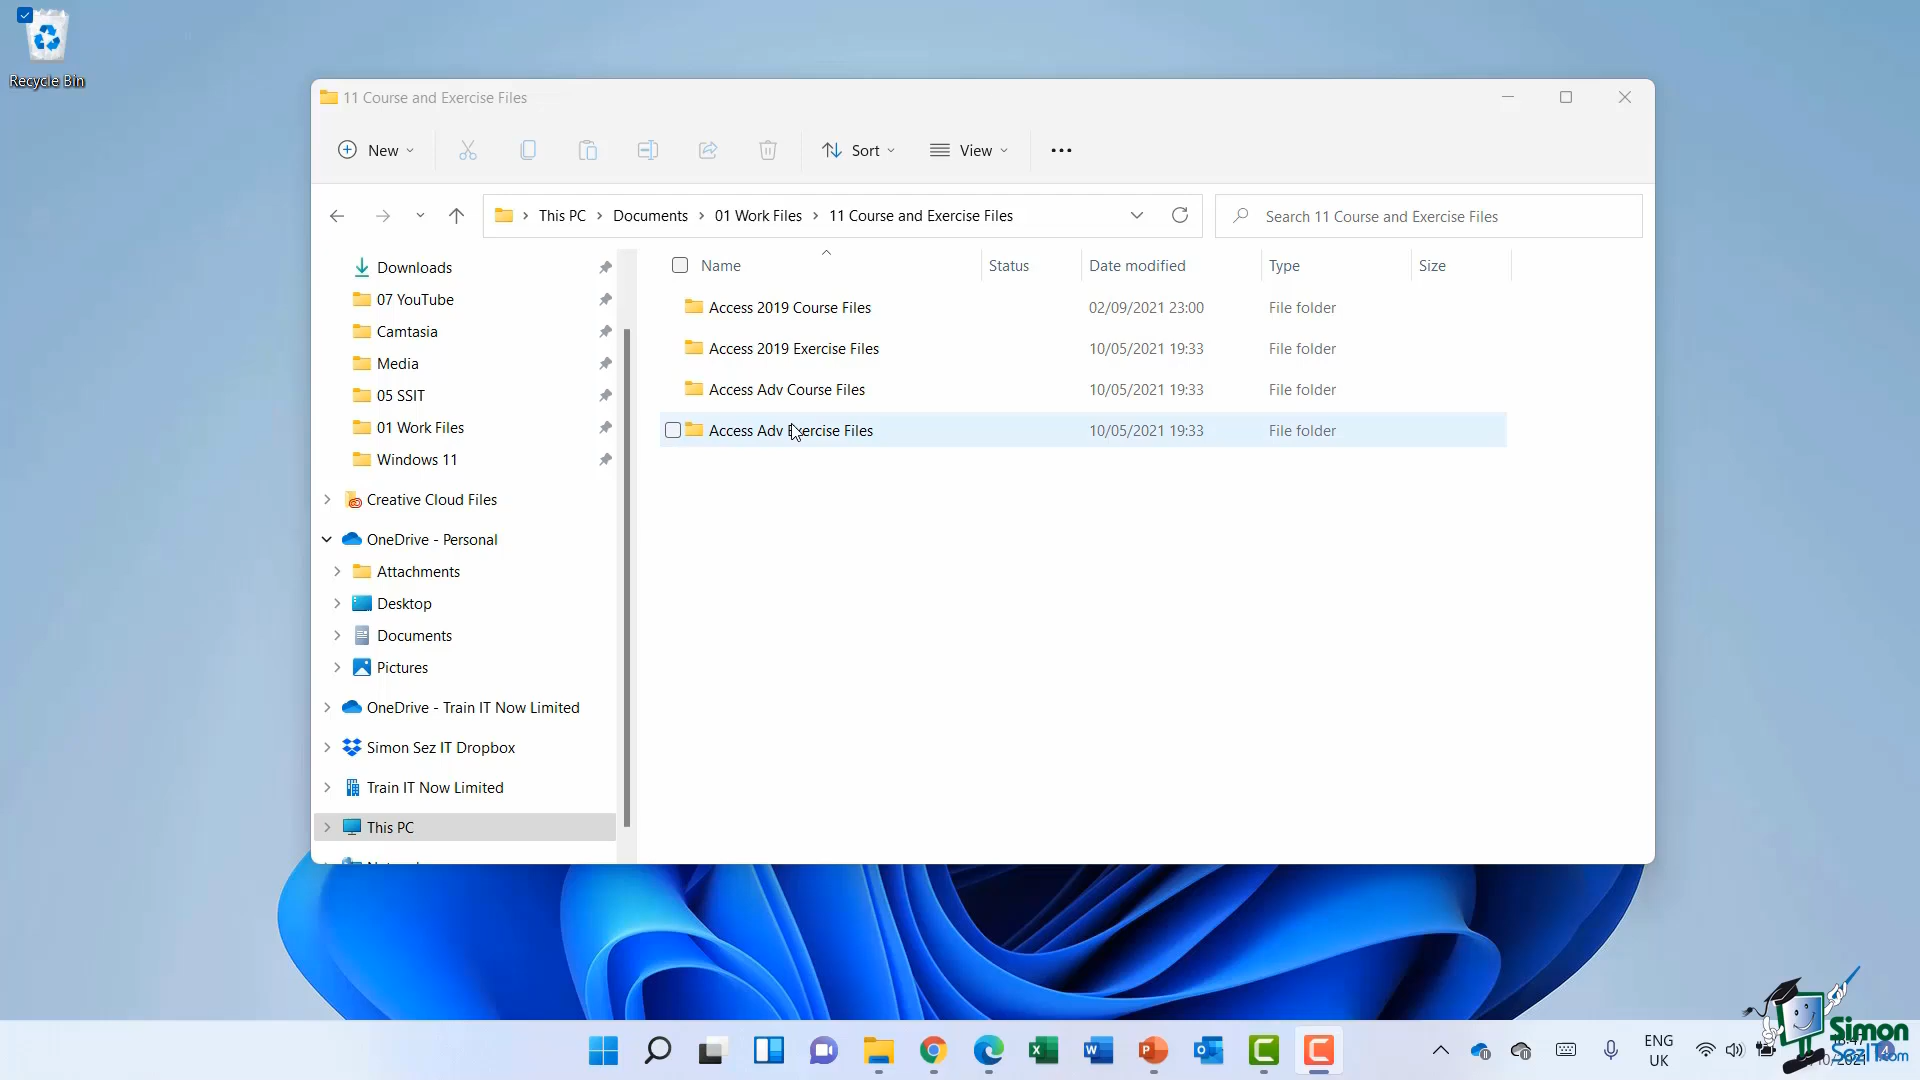 Recycle Bin
11 Course and Exercise Files
New
Sort
View
This PC > Documents > 01 Work Files > 11 Course and Exercise Files
Search 11 Course and Exercise Files
Downloads
07 YouTube
Camtasia
Media
05 SSIT
01 Work Files
Windows 11
Creative Cloud Files
OneDrive - Personal
Attachments
Desktop
Documents
Pictures
OneDrive - Train IT Now Limited
Simon Sez IT Dropbox
Train IT Now Limited
This PC
Name Status Date modified Type Size
Access 2019 Course Files 02/09/2021 23:00 File folder
Access 2019 Exercise Files 10/05/2021 19:33 File folder
Access Adv Course Files 10/05/2021 19:33 File folder
Access Adv Exercise Files 10/05/2021 19:33 File folder
ENG
UK
Simon
SezIT.com